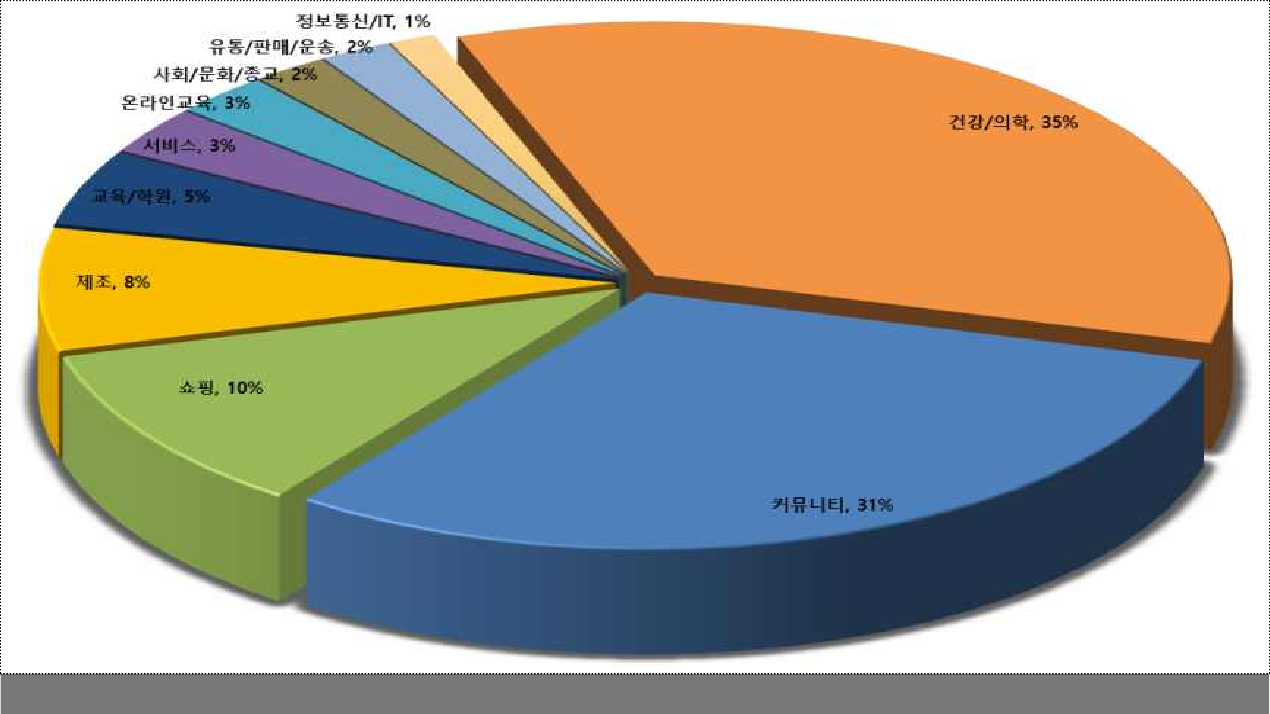 정보통신/IT, 1%
유통/판매/운송, 2%
사회/문화/종교, 2%
온라인교육, 3%
서비스, 3%
교육/학원, 5%
제조, 8%
쇼핑, 10%
건강/의학, 35%
커뮤니티, 31%